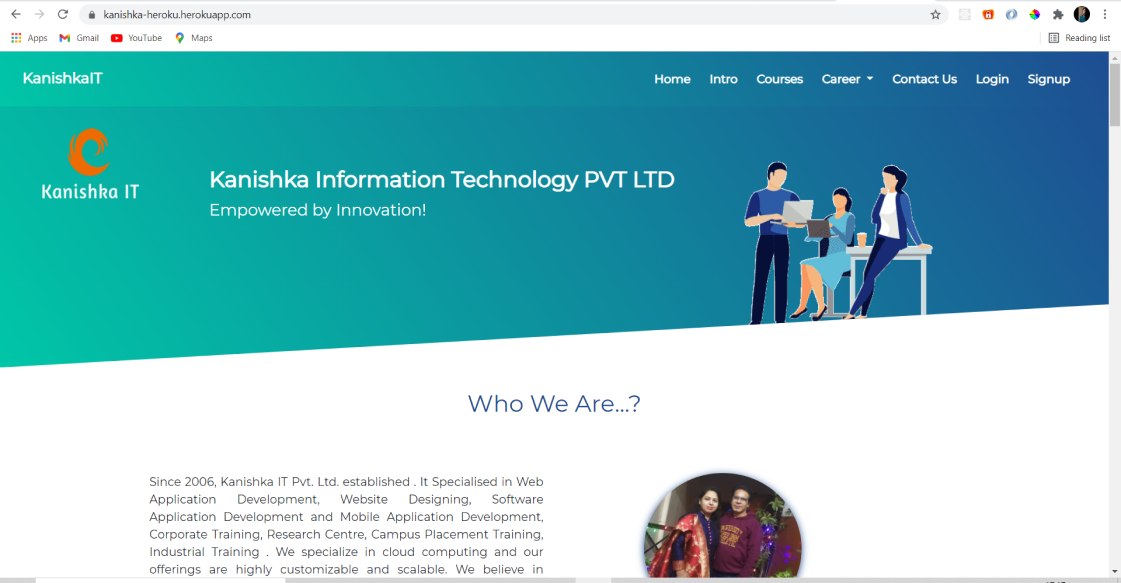 kanishka-heroku.herokuapp.com
Apps Gmail YouTube Maps Reading list
KanishkaIT Home Intro Courses Career Contact Us Login Signup
Kanishka IT
Kanishka Information Technology PVT LTD
Empowered by Innovation!
Who We Are...?
Since 2006, Kanishka IT Pvt. Ltd. established . It Specialised in Web
Application Development, Website Designing, Software
Application Development and Mobile Application Development,
Corporate Training, Research Centre, Campus Placement Training,
Industrial Training . We specialize in cloud computing and our
offerings are highly customizable and scalable. We believe in